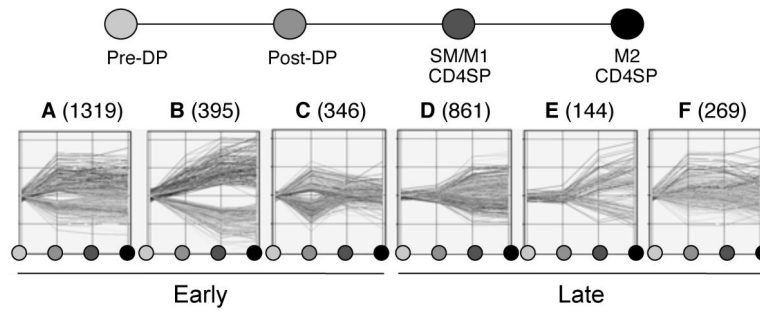 Pre-DP Post-DP SM/M1 CD4SP M2 CD4SP
A (1319) B (395) C (346) D (861) E (144) F (269)
Early Late